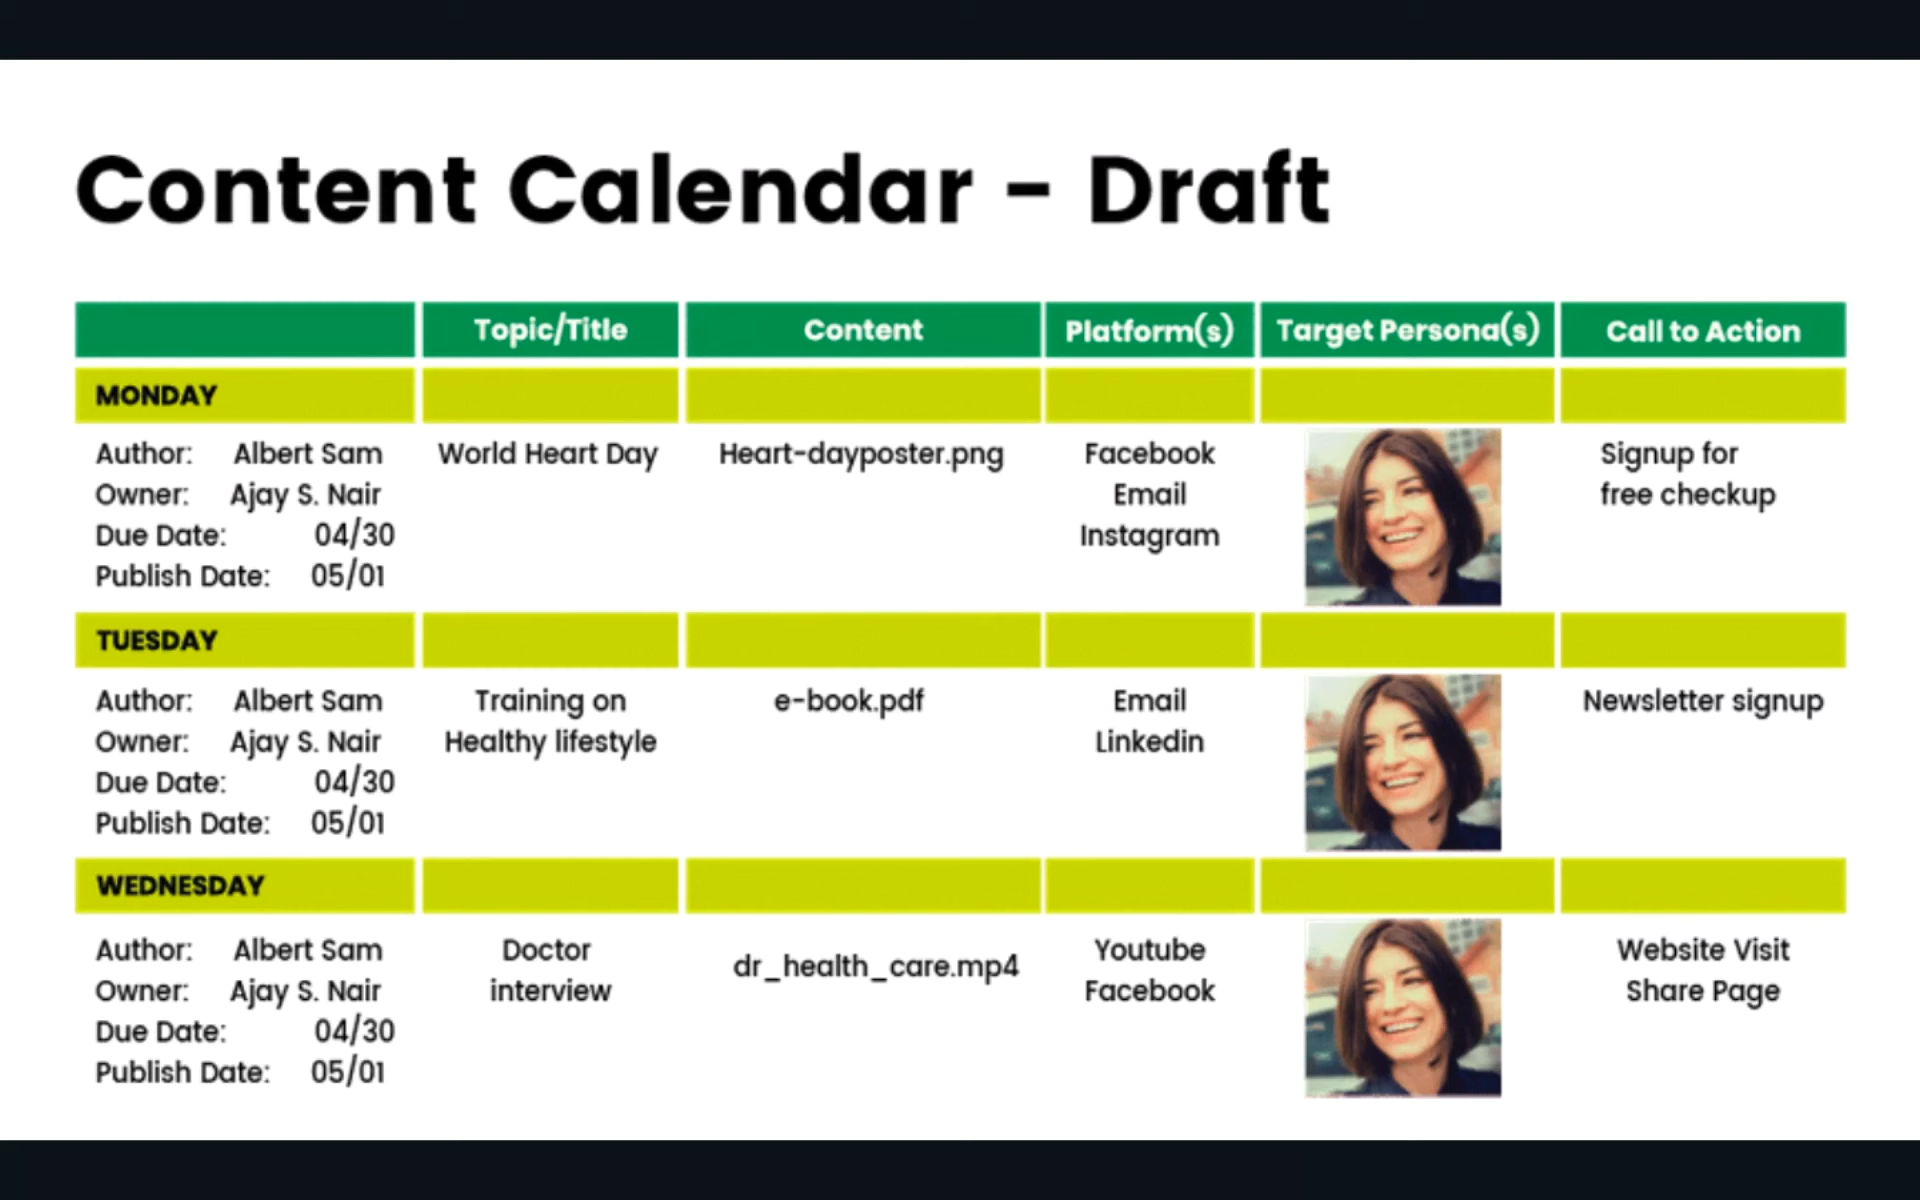 Content Calendar - Draft
Topic/Title Content Platform(s) Target Persona(s) Call to Action
MONDAY
Author: Albert Sam World Heart Day Heart-dayposter.png Facebook Signup for
Owner: Ajay S. Nair Email free checkup
Due Date: 04/30 Instagram
Publish Date: 05/01
TUESDAY
Author: Albert Sam Training on e-book.pdf Email Newsletter signup
Owner: Ajay S. Nair Healthy lifestyle Linkedin
Due Date: 04/30
Publish Date: 05/01
WEDNESDAY
Author: Albert Sam Doctor dr_health_care.mp4 Youtube Website Visit
Owner: Ajay S. Nair interview Facebook Share Page
Due Date: 04/30
Publish Date: 05/01